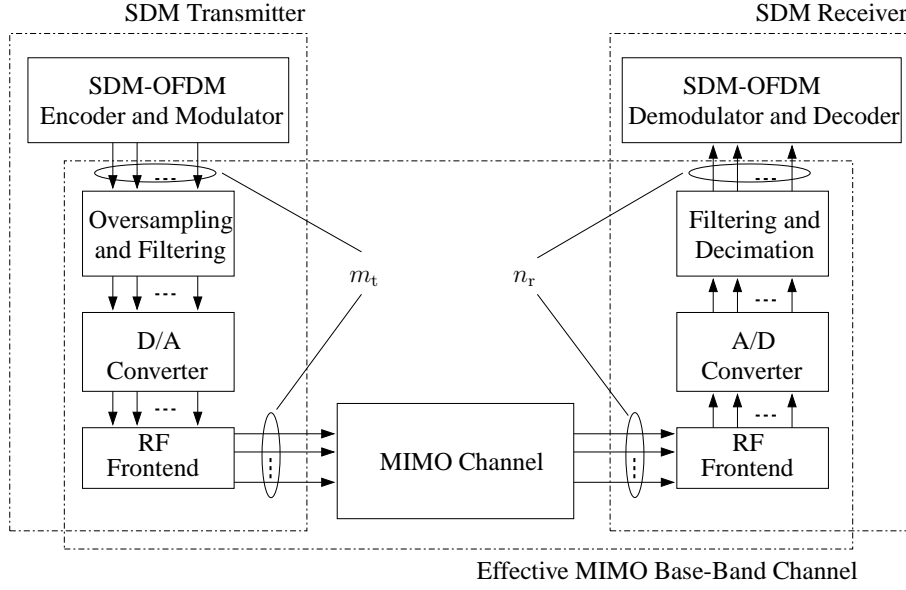 SDM Transmitter
SDM Receiver
SDM-OFDM
Encoder and Modulator
SDM-OFDM
Demodulator and Decoder
...
...
Oversampling
and Filtering
Filtering and
Decimation
m_t
n_r
...
...
D/A
Converter
A/D
Converter
...
...
RF
Frontend
MIMO Channel
RF
Frontend
...
...
Effective MIMO Base-Band Channel